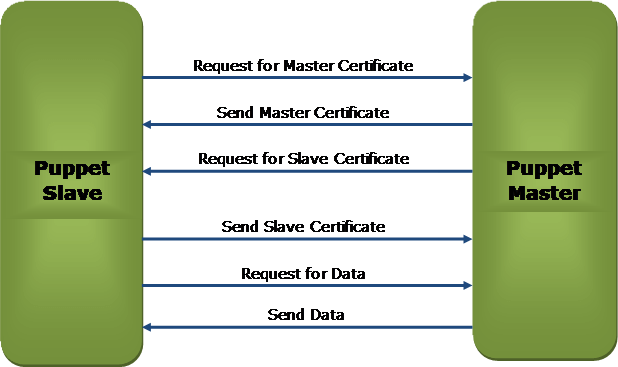 Request for Master Certificate
Send Master Certificate
Request for Slave Certificate
Puppet
Slave
Puppet
Master
Send Slave Certificate
Request for Data
Send Data